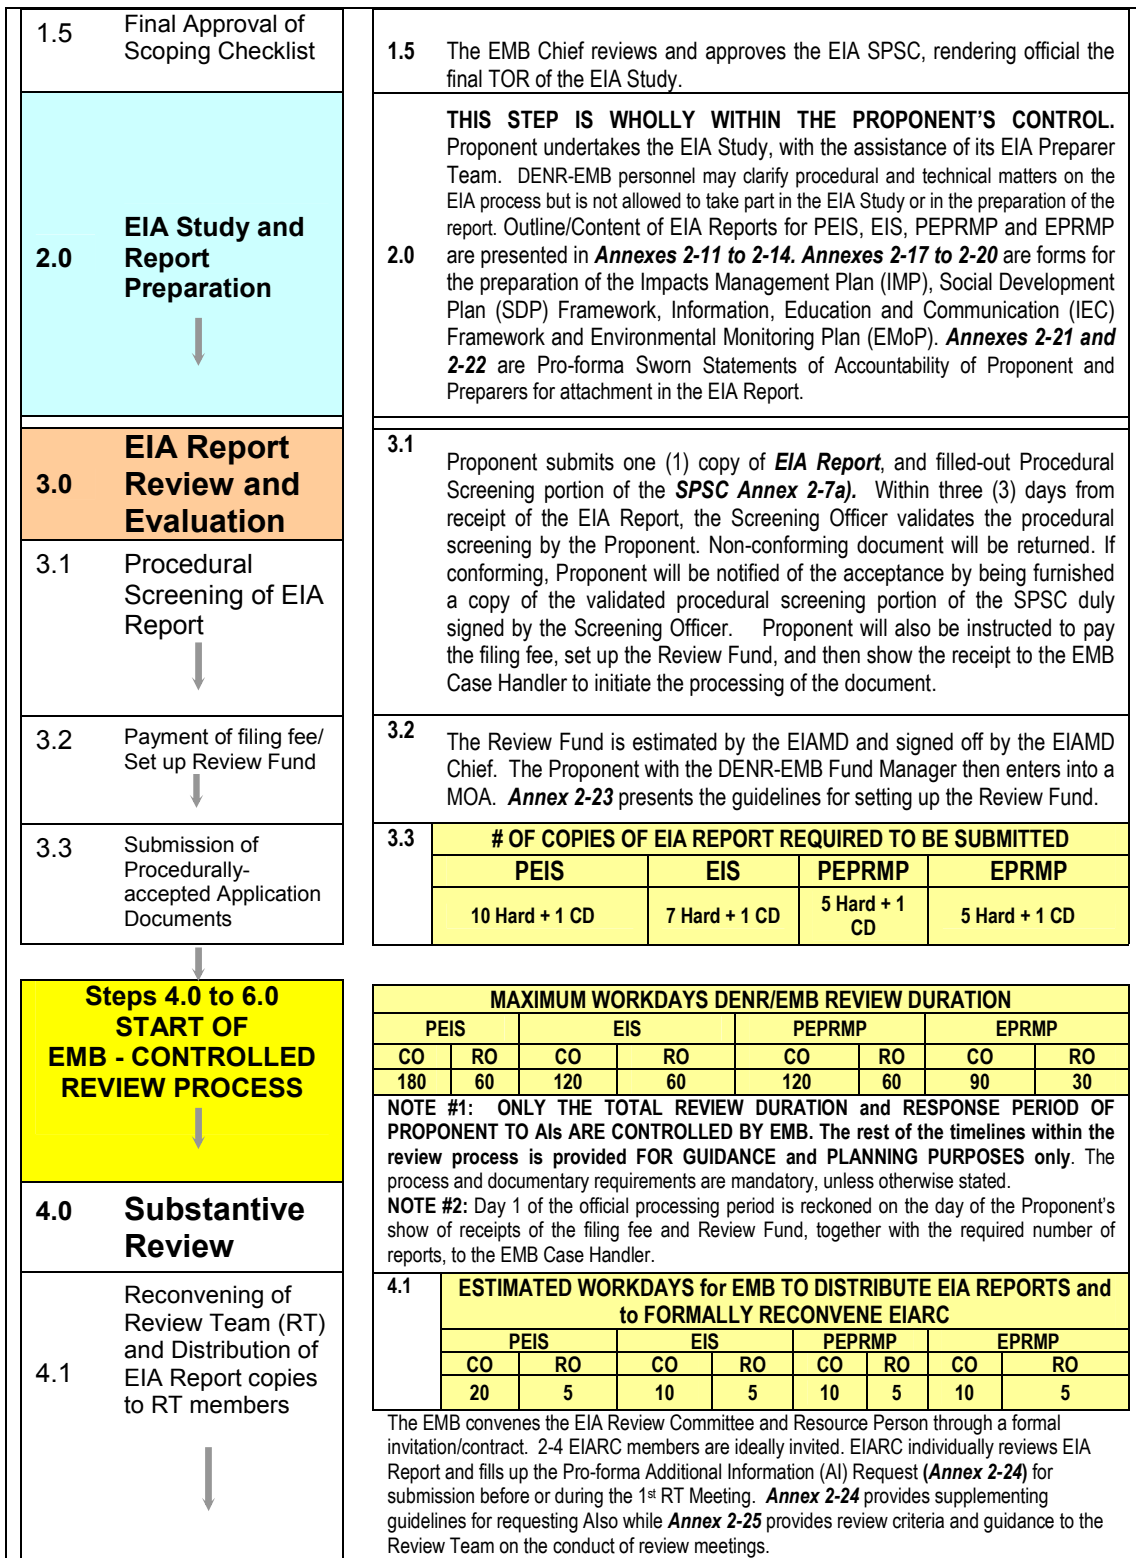 1.5 Final Approval of
Scoping Checklist
1.5 The EMB Chief reviews and approves the EIA SPSC, rendering official the
final TOR of the EIA Study.
2.0 EIA Study and
Report
Preparation
2.0
THIS STEP IS WHOLLY WITHIN THE PROPONENT'S CONTROL.
Proponent undertakes the EIA Study, with the assistance of its EIA Preparer
Team. DENR-EMB personnel may clarify procedural and technical matters on the
EIA process but is not allowed to take part in the EIA Study or in the preparation of the
report. Outline/Content of EIA Reports for PEIS, EIS, PEPRMP and EPRMP
are presented in Annexes 2-11 to 2-14. Annexes 2-17 to 2-20 are forms for
the preparation of the Impacts Management Plan (IMP), Social Development
Plan (SDP) Framework, Information, Education and Communication (IEC)
Framework and Environmental Monitoring Plan (EMoP). Annexes 2-21 and
2-22 are Pro-forma Sworn Statements of Accountability of Proponent and
Preparers for attachment in the EIA Report.
3.0 EIA Report
Review and
Evaluation
3.1 Procedural
Screening of EIA
Report
3.1
Proponent submits one (1) copy of EIA Report, and filled-out Procedural
Screening portion of the SPSC Annex 2-7a). Within three (3) days from
receipt of the EIA Report, the Screening Officer validates the procedural
screening by the Proponent. Non-conforming document will be returned. If
conforming, Proponent will be notified of the acceptance by being furnished
a copy of the validated procedural screening portion of the SPSC duly
signed by the Screening Officer. Proponent will also be instructed to pay
the filing fee, set up the Review Fund, and then show the receipt to the EMB
Case Handler to initiate the processing of the document.
3.2 Payment of filing fee/
Set up Review Fund
3.2
The Review Fund is estimated by the EIAMD and signed off by the EIAMD
Chief. The Proponent with the DENR-EMB Fund Manager then enters into a
MOA. Annex 2-23 presents the guidelines for setting up the Review Fund.
3.3 Submission of
Procedurally-
accepted Application
Documents
3.3 # OF COPIES OF EIA REPORT REQUIRED TO BE SUBMITTED
PEIS EIS PEPRMP EPRMP
10 Hard + 1 CD 7 Hard + 1 CD 5 Hard + 1
CD 5 Hard + 1 CD
Steps 4.0 to 6.0
START OF
EMB - CONTROLLED
REVIEW PROCESS
MAXIMUM WORKDAYS DENR/EMB REVIEW DURATION
PEIS EIS PEPRMP EPRMP
CO RO CO RO CO RO CO RO
180 60 120 60 120 60 90 30
NOTE #1: ONLY THE TOTAL REVIEW DURATION and RESPONSE PERIOD OF
PROPONENT TO AIs ARE CONTROLLED BY EMB. The rest of the timelines within the
review process is provided FOR GUIDANCE and PLANNING PURPOSES only. The
process and documentary requirements are mandatory, unless otherwise stated.
NOTE #2: Day 1 of the official processing period is reckoned on the day of the Proponent's
show of receipts of the filing fee and Review Fund, together with the required number of
reports, to the EMB Case Handler.
4.0 Substantive
Review
4.1 Reconvening of
Review Team (RT)
and Distribution of
EIA Report copies
to RT members
4.1 ESTIMATED WORKDAYS for EMB TO DISTRIBUTE EIA REPORTS and
to FORMALLY RECONVENE EIARC
PEIS EIS PEPRMP EPRMP
CO RO CO RO CO RO CO RO
20 5 10 5 10 5 10 5
The EMB convenes the EIA Review Committee and Resource Person through a formal
invitation/contract. 2-4 EIARC members are ideally invited. EIARC individually reviews EIA
Report and fills up the Pro-forma Additional Information (AI) Request (Annex 2-24) for
submission before or during the 1st RT Meeting. Annex 2-24 provides supplementing
guidelines for requesting AIso while Annex 2-25 provides review criteria and guidance to the
Review Team on the conduct of review meetings.